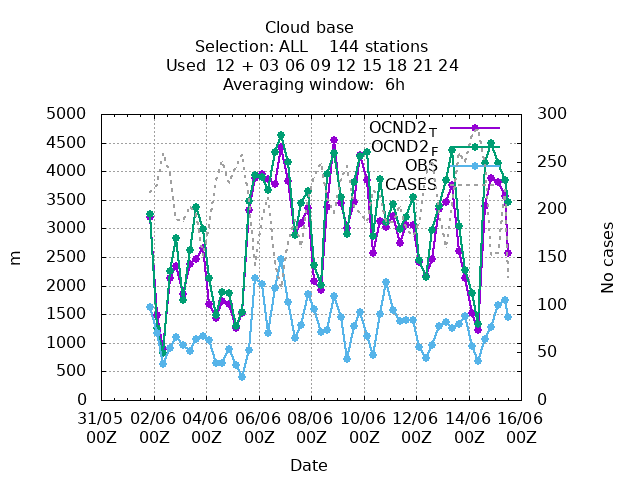 Cloud base
Selection: ALL    144 stations
Used  12 + 03 06 09 12 15 18 21 24
Averaging window:  6h
5000
4500
4000
3500
3000
2500
2000
1500
1000
500
0
m
300
250
200
150
100
50
0
No cases
OCND2_T
OCND2_F
OBS
CASES
31/05 02/06 04/06 06/06 08/06 10/06 12/06 14/06 16/06
00Z 00Z 00Z 00Z 00Z 00Z 00Z 00Z 00Z
Date